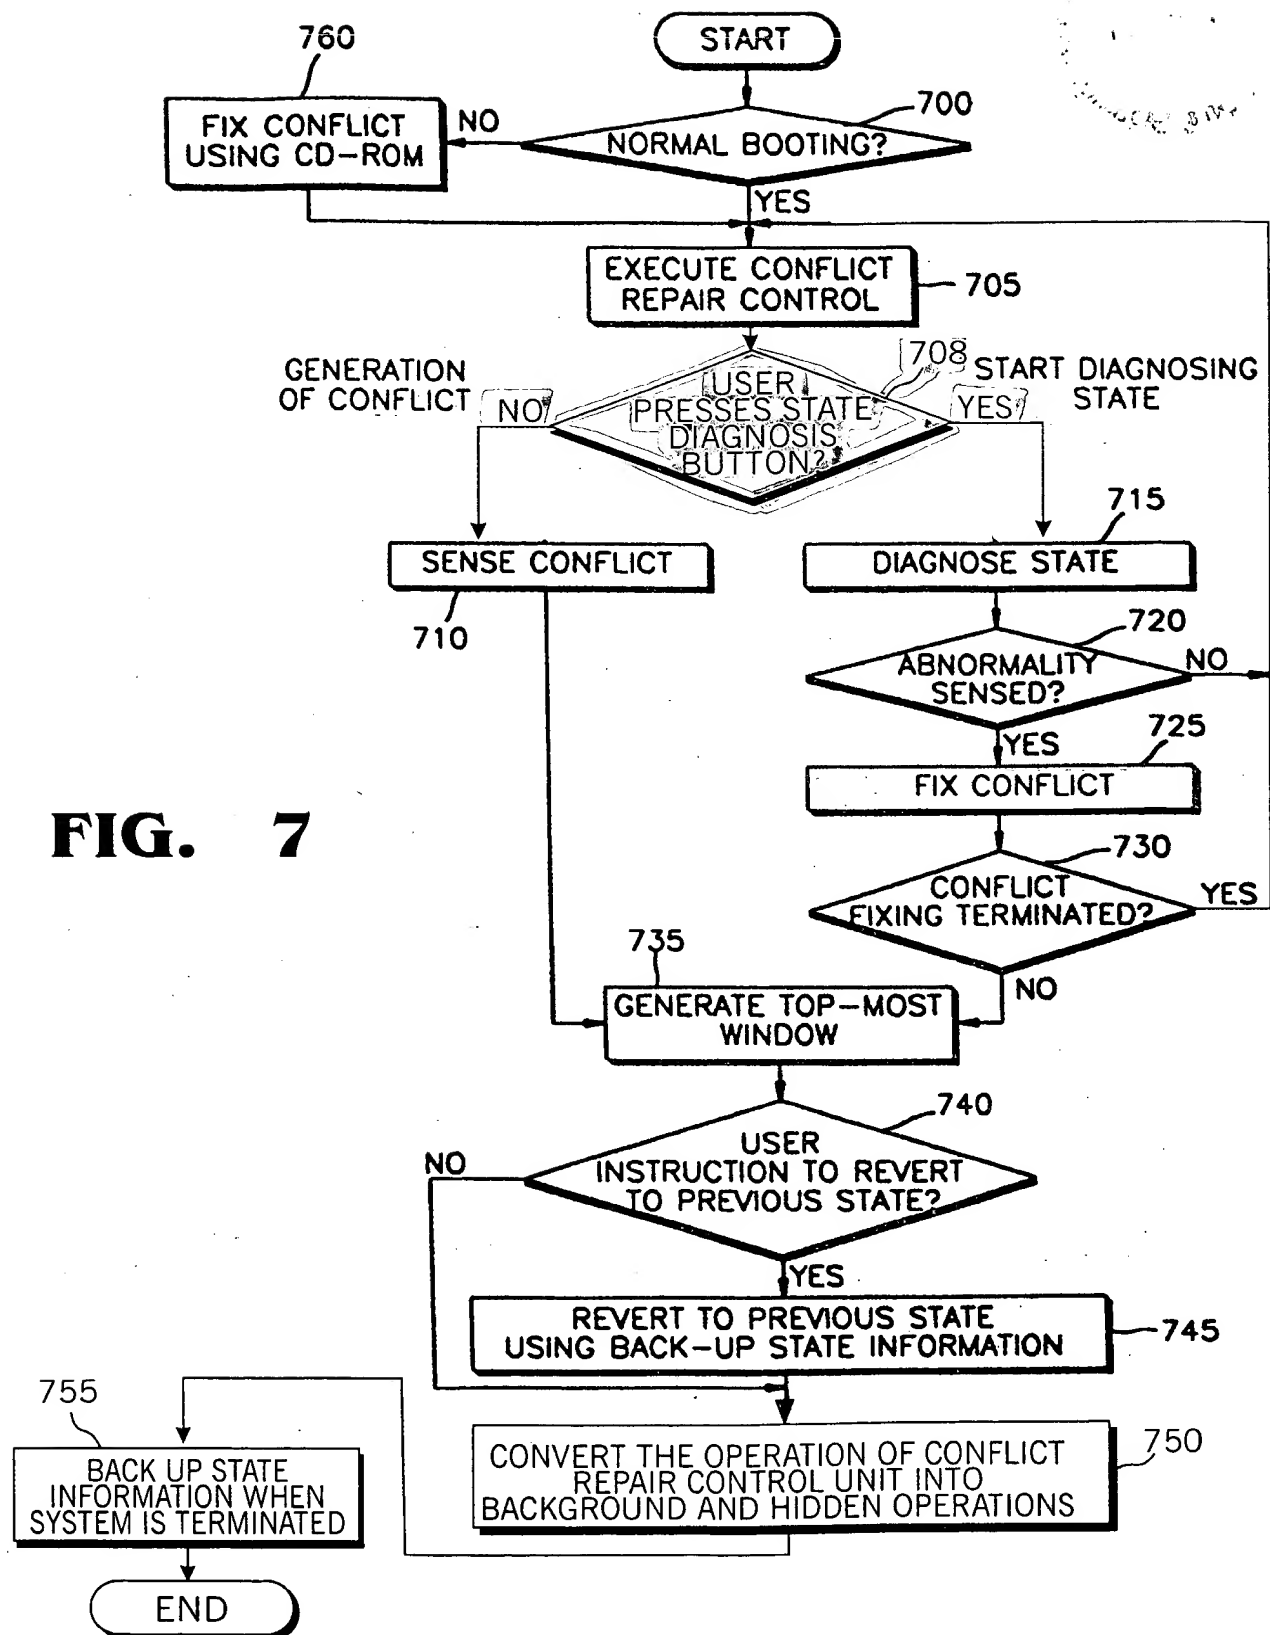 START
760
700
FIX CONFLICT
USING CD-ROM
NO
NORMAL BOOTING?
YES
EXECUTE CONFLICT
REPAIR CONTROL
705
GENERATION
OF CONFLICT
NO
USER
PRESSES STATE
DIAGNOSIS
BUTTON?
708
YES
START DIAGNOSING
STATE
715
SENSE CONFLICT
DIAGNOSE STATE
710
720
ABNORMALITY
SENSED?
NO
YES
725
FIX CONFLICT
FIG. 7
730
CONFLICT
FIXING TERMINATED?
YES
NO
735
GENERATE TOP-MOST
WINDOW
740
USER
INSTRUCTION TO REVERT
TO PREVIOUS STATE?
NO
YES
REVERT TO PREVIOUS STATE
USING BACK-UP STATE INFORMATION
745
755
BACK UP STATE
INFORMATION WHEN
SYSTEM IS TERMINATED
CONVERT THE OPERATION OF CONFLICT
REPAIR CONTROL UNIT INTO
BACKGROUND AND HIDDEN OPERATIONS
750
END